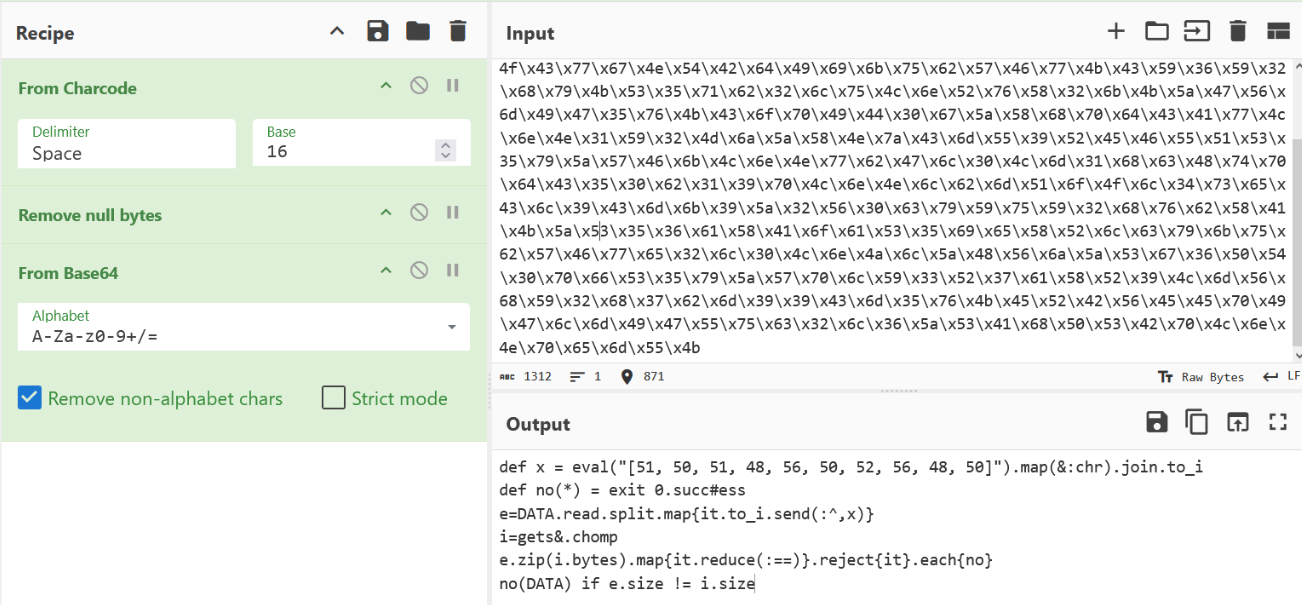 Recipe
From Charcode
Delimiter
Space
Base
16
Remove null bytes
From Base64
Alphabet
A-Za-z0-9+/=
Remove non-alphabet chars
Strict mode
Input
4f\x43\x77\x67\x4e\x54\x42\x64\x49\x69\x6b\x75\x62\x57\x46\x77\x4b\x43\x59\x36\x59\x32
\x68\x79\x4b\x53\x35\x71\x62\x32\x6c\x75\x4c\x6e\x52\x76\x58\x32\x6b\x4b\x5a\x47\x56\x
6d\x49\x47\x35\x76\x4b\x43\x6f\x70\x49\x44\x30\x67\x5a\x58\x68\x70\x64\x43\x41\x77\x4c
\x6e\x4e\x31\x59\x32\x4d\x6a\x5a\x58\x4e\x7a\x43\x6d\x55\x39\x52\x45\x46\x55\x51\x53\x
35\x79\x5a\x57\x46\x6b\x4c\x6e\x4e\x77\x62\x47\x6c\x30\x4c\x6d\x31\x68\x63\x48\x74\x70
\x64\x43\x35\x30\x62\x31\x39\x70\x4c\x6e\x4e\x6c\x62\x6d\x51\x6f\x4f\x6c\x34\x73\x65\x
43\x6c\x39\x43\x6d\x6b\x39\x5a\x32\x56\x30\x63\x79\x59\x75\x59\x32\x68\x76\x62\x58\x41
\x4b\x5a\x53\x35\x36\x61\x58\x41\x6f\x61\x53\x35\x69\x65\x58\x52\x6c\x63\x79\x6b\x75\x
62\x57\x46\x77\x65\x32\x6c\x30\x4c\x6e\x4a\x6c\x5a\x48\x56\x6a\x5a\x53\x67\x36\x50\x54
\x30\x70\x66\x53\x35\x79\x5a\x57\x70\x6c\x59\x33\x52\x37\x61\x58\x52\x39\x4c\x6d\x56\x
68\x59\x32\x68\x37\x62\x6d\x39\x39\x43\x6d\x35\x76\x4b\x45\x52\x42\x56\x45\x45\x70\x49
\x47\x6c\x6d\x49\x47\x55\x75\x63\x32\x6c\x36\x5a\x53\x41\x68\x50\x53\x42\x70\x4c\x6e\x
4e\x70\x65\x6d\x55\x4b
ABC 1312 1 871
Tт Raw Bytes LF
Output
def x = eval("[51, 50, 51, 48, 56, 50, 52, 56, 48, 50]").map(&:chr).join.to_i
def no(*) = exit 0.succ#ess
e=DATA.read.split.map{it.to_i.send(:^,x)}
i=gets&.chomp
e.zip(i.bytes).map{it.reduce(:==)}.reject{it}.each{no}
no(DATA) if e.size != i.size